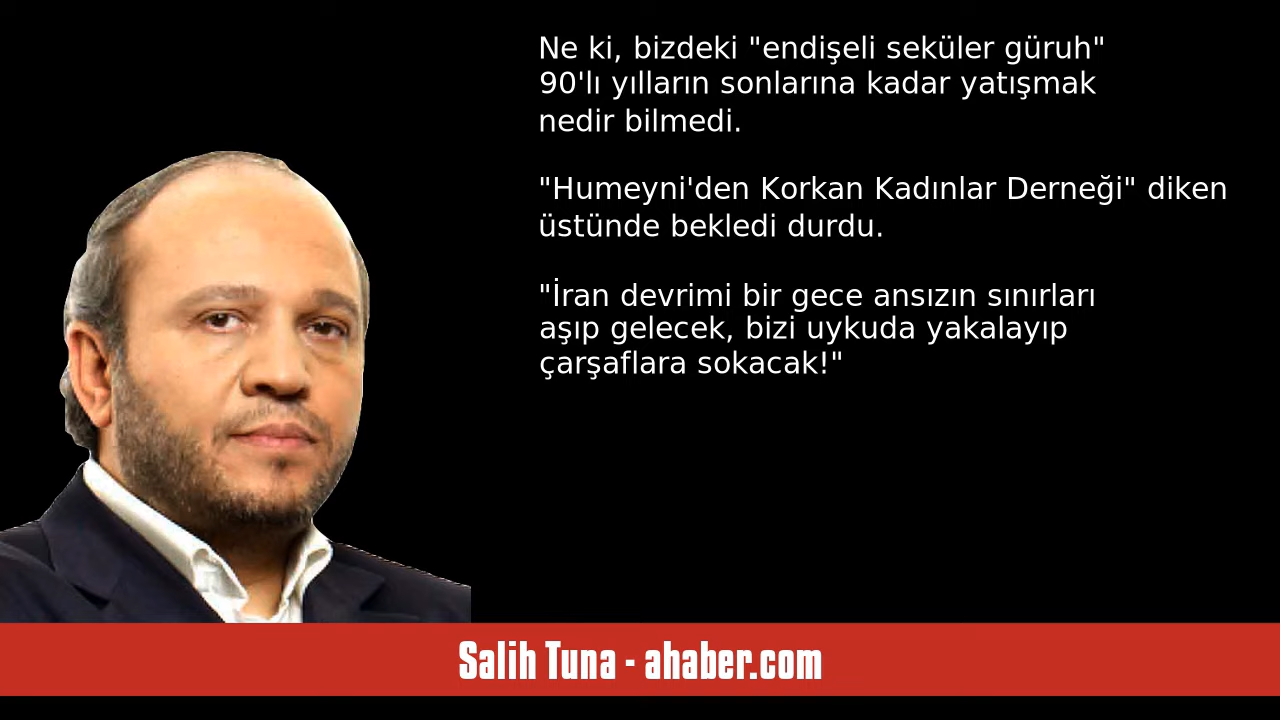 Ne ki, bizdeki "endişeli seküler güruh"
90'lı yılların sonlarına kadar yatışmak
nedir bilmedi.
"Humeyni'den Korkan Kadınlar Derneği" diken
üstünde bekledi durdu.
"İran devrimi bir gece ansızın sınırları
aşıp gelecek, bizi uykuda yakalayıp
çarşaflara sokacak!"
Salih Tuna - ahaber.com